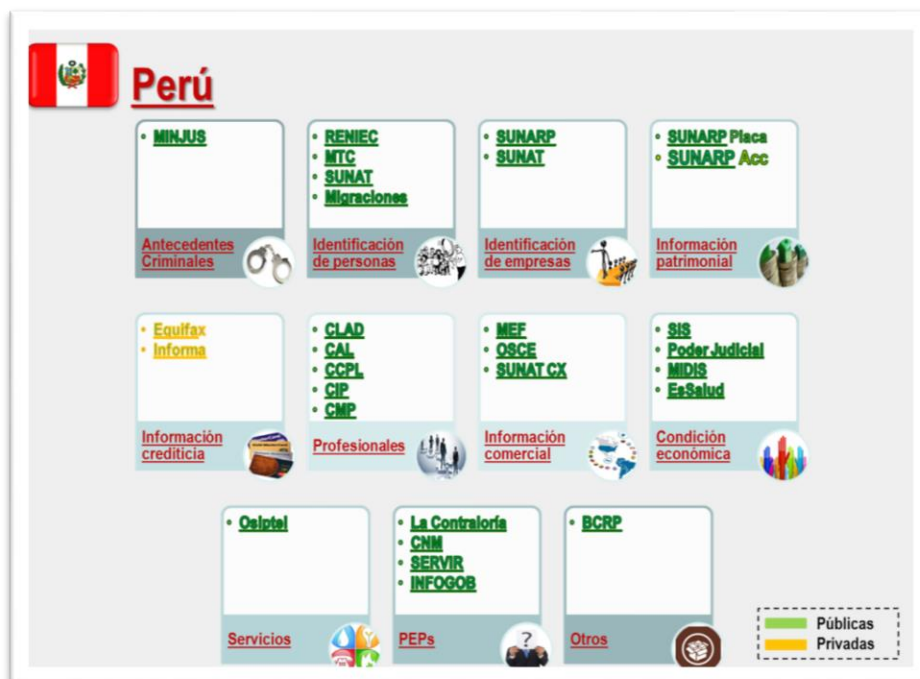 Perú
• MINJUS
Antecedentes
Criminales
• RENIEC
• MTC
• SUNAT
• Migraciones
Identificación
de personas
• SUNARP
• SUNAT
Identificación
de empresas
• SUNARP Placa
• SUNARP Acc
Información
patrimonial
• Equifax
• Informa
Información
crediticia
• CLAD
• CAL
• CCPL
• CIP
• CMP
Profesionales
• MEF
• OSCE
• SUNAT CX
Información
comercial
• SIS
• Poder Judicial
• MIDIS
• EsSalud
Condición
económica
• Osiptel
Servicios
• La Contraloría
• CNM
• SERVIR
• INFOGOB
PEPs
• BCRP
Otros
Públicas
Privadas